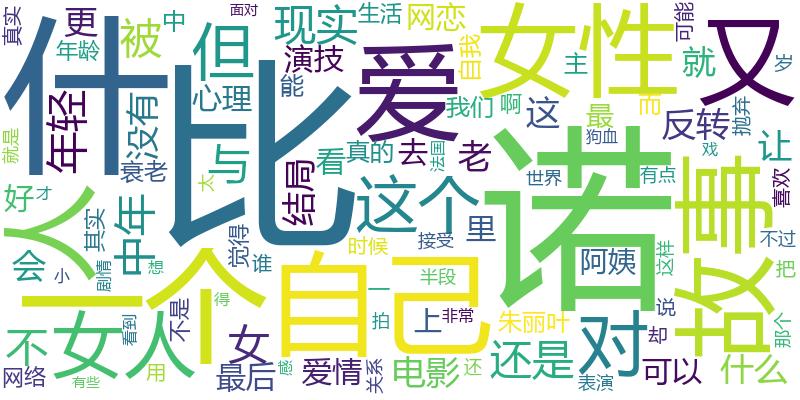 真实
更
被
中
现实
生活
网恋
面对
可能
年龄
但
演技
自我
女性
主
就
又
岁
什
比
爱
年轻
没有
心理
能
我们
啊
这
最
而
反转
抛弃
就是
衰老
与
结局
看
真的
法国
去
老
狗血
戏
让
好
才
人
中年
太
这个
里
诺
世界
有点
故事
喜欢
会
其实
觉得
谁
时候
接受
阿姨
这样
不过
小
剧情
想
一个
自己
半段
把
不
女人
看到
不是
得
女
一
拍
上
非常
朱丽叶
对
说
却
那个
网络
有些
用
最后
感
爱情
关系
电影
还
还是
表演
可以
什么